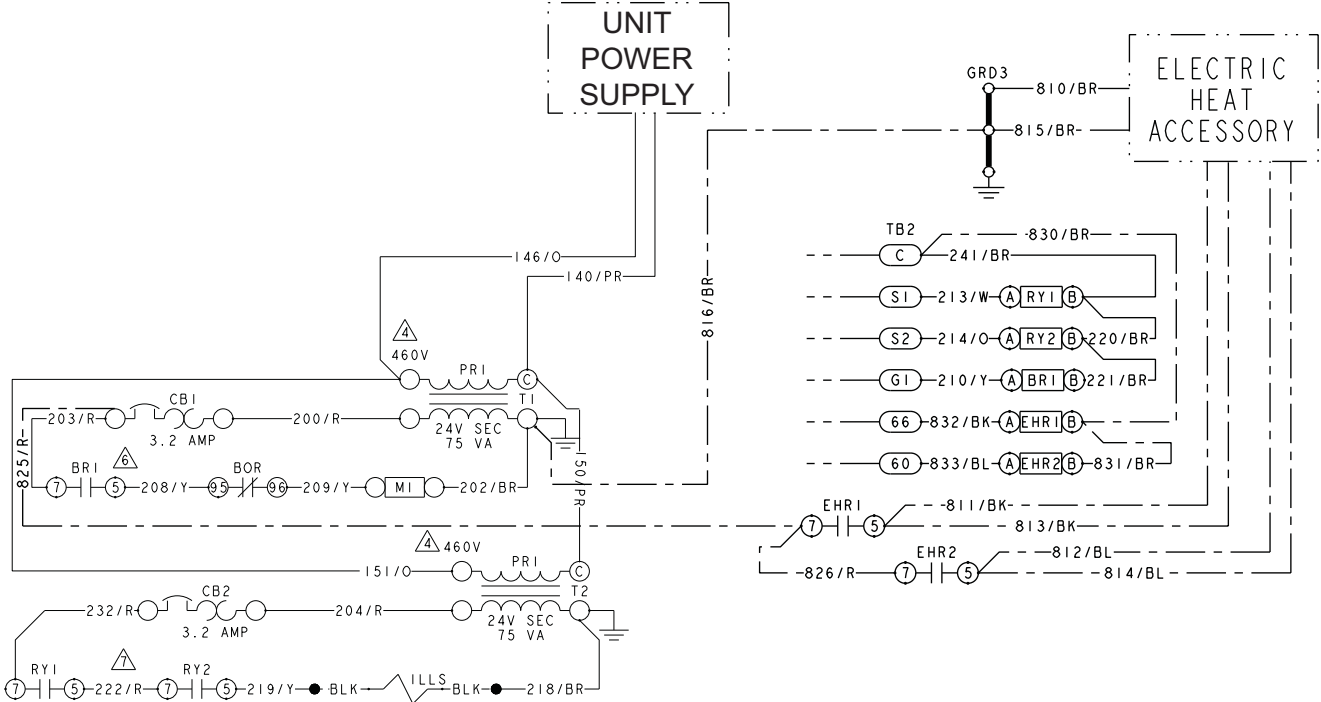 UNIT
POWER
SUPPLY
ELECTRIC
HEAT
ACCESSORY
GRD3
810/BR
815/BR
816/BR
TB2
830/BR
C 241/BR
S1 213/W A RY1 B
S2 214/O A RY2 B 220/BR
G1 210/Y A BR1 B 221/BR
66 832/BK A EHR1 B
60 833/BL A EHR2 B 831/BR
146/O
140/PR
4
460V
PR1
C
T1
24V SEC
75 VA
203/R
CB1
3.2 AMP
200/R
825/R
BR1
6
BOR
7 5 208/Y 95 96 209/Y M1 202/BR
150/PR
EHR1
7 5
811/BK
813/BK
EHR2
826/R 7 5
812/BL
814/BL
4 460V
151/O
PR1
C
T2
24V SEC
75 VA
232/R
CB2
3.2 AMP
204/R
RY1
7
RY2
7 5 222/R 7 5 219/Y BLK ILLS BLK 218/BR